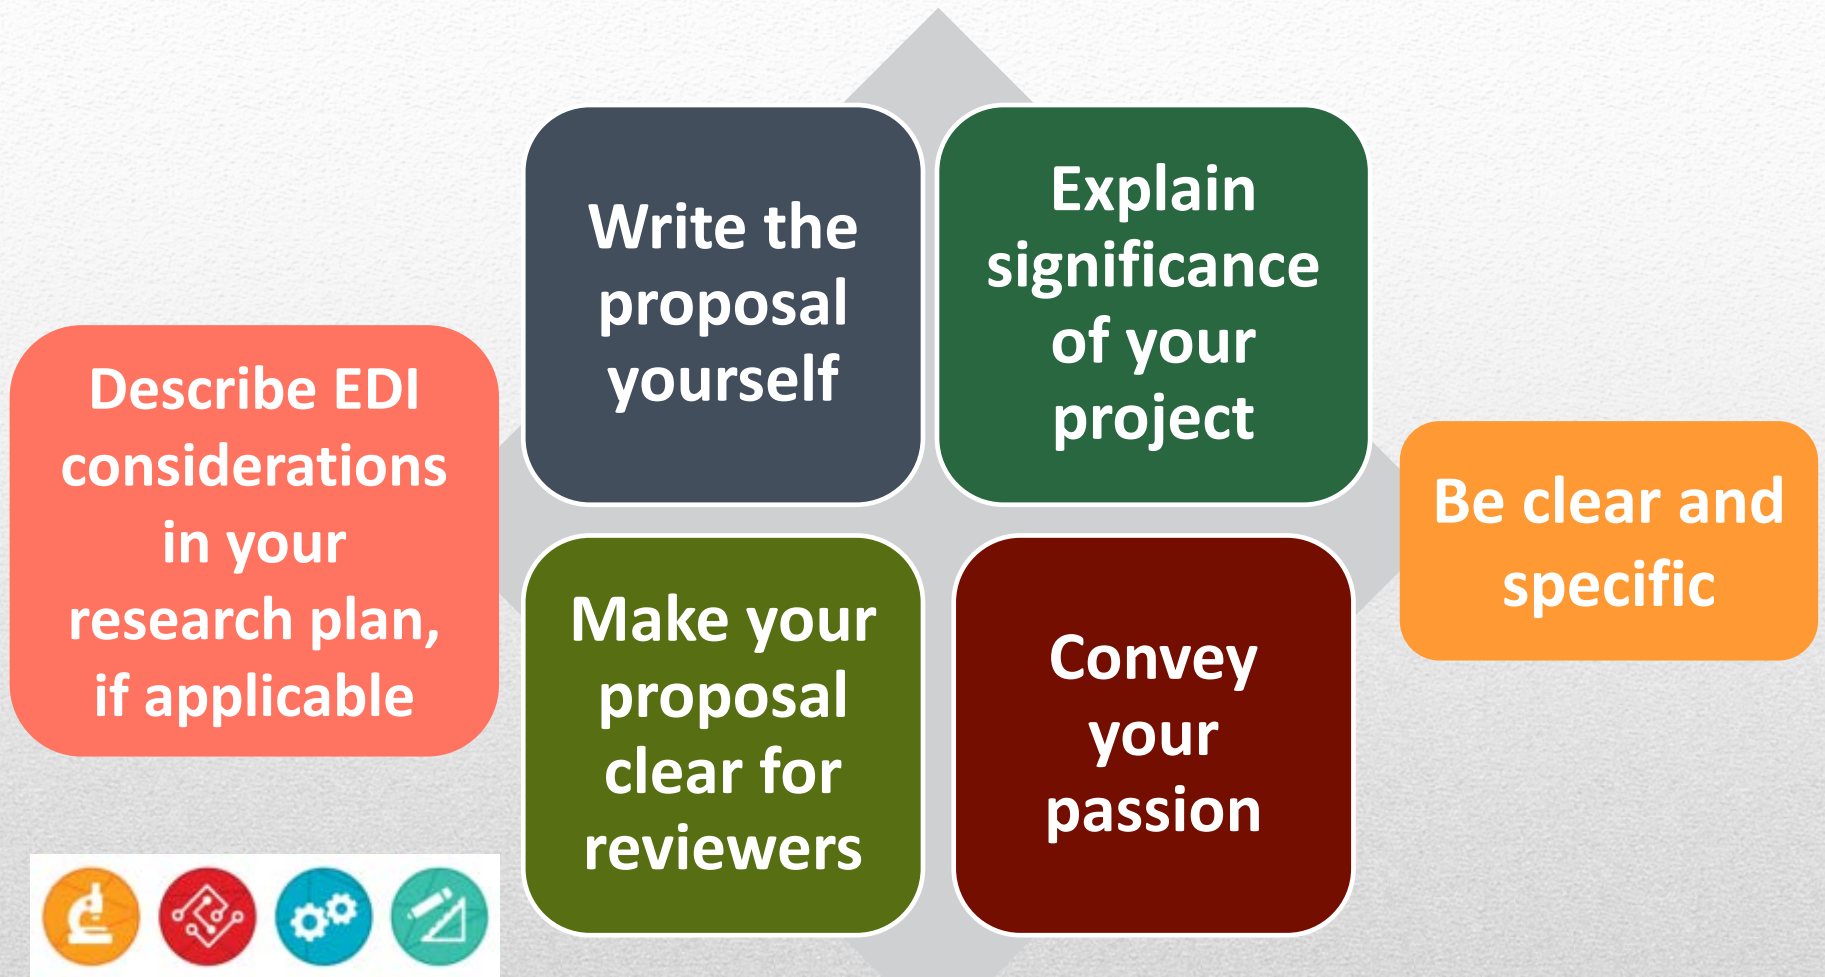 Write the
proposal
yourself
Explain
significance
of your
project
Describe EDI
considerations
in your
research plan,
if applicable
Be clear and
specific
Make your
proposal
clear for
reviewers
Convey
your
passion